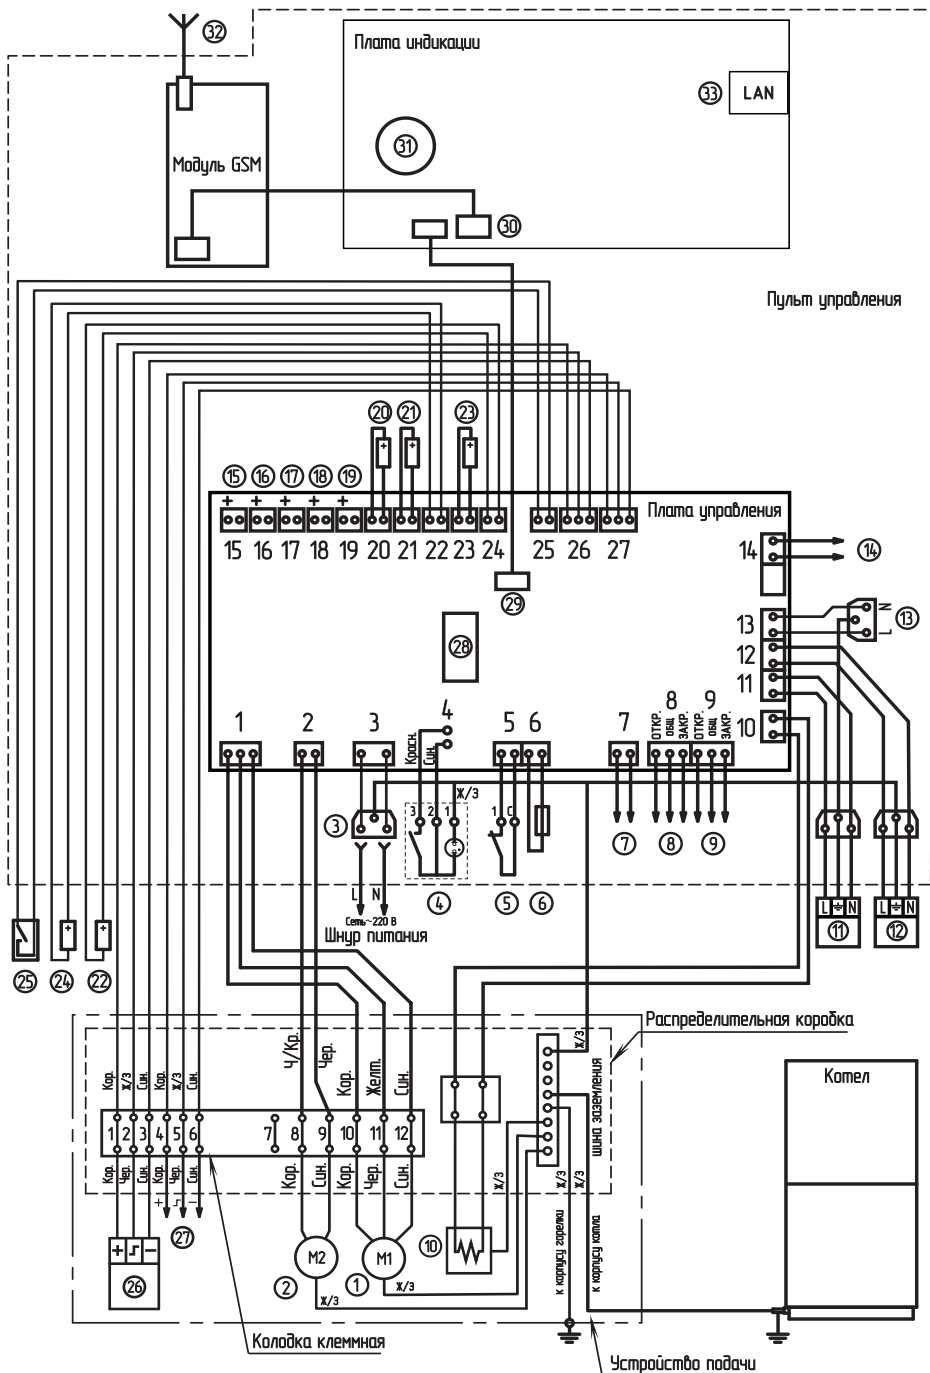 32
Плата индикации
33
LAN
31
Модуль GSM
30
Пульт управления
20
21
23
15
16
17
18
19
+
+
+
+
+
+
+
+
Плата управления
15
16
17
18
19
20
21
22
23
24
25
26
27
14
14
29
13
N
L
13
28
12
11
1
2
3
4
5
6
7
8
9
10
Красн.
Син.
ОТКР.
ОБЩ
ЗАКР.
ОТКР.
ОБЩ
ЗАКР.
Ж/З
3
3
2
1
1
С
7
8
9
L
N
4
5
6
Сеть~220 В
Шнур питания
L
N
L
N
11
12
+
+
25
24
22
Распределительная коробка
Ж/З
Ч/Кр.
Чер.
Кор.
Желт.
Син.
Кор.
Ж/З
Син.
Кор.
Ж/З
Син.
шина заземления
Котел
1
2
3
4
5
6
7
8
9
10
11
12
Кор.
Чер.
Син.
Кор.
Чер.
Син.
Кор.
Син.
Кор.
Чер.
Син.
Ж/З
Ж/З
Ж/З
+
−
27
+
−
26
М2
М1
10
2
1
Ж/З
Ж/З
к корпусу горелки
к корпусу котла
Колодка клеммная
Устройство подачи